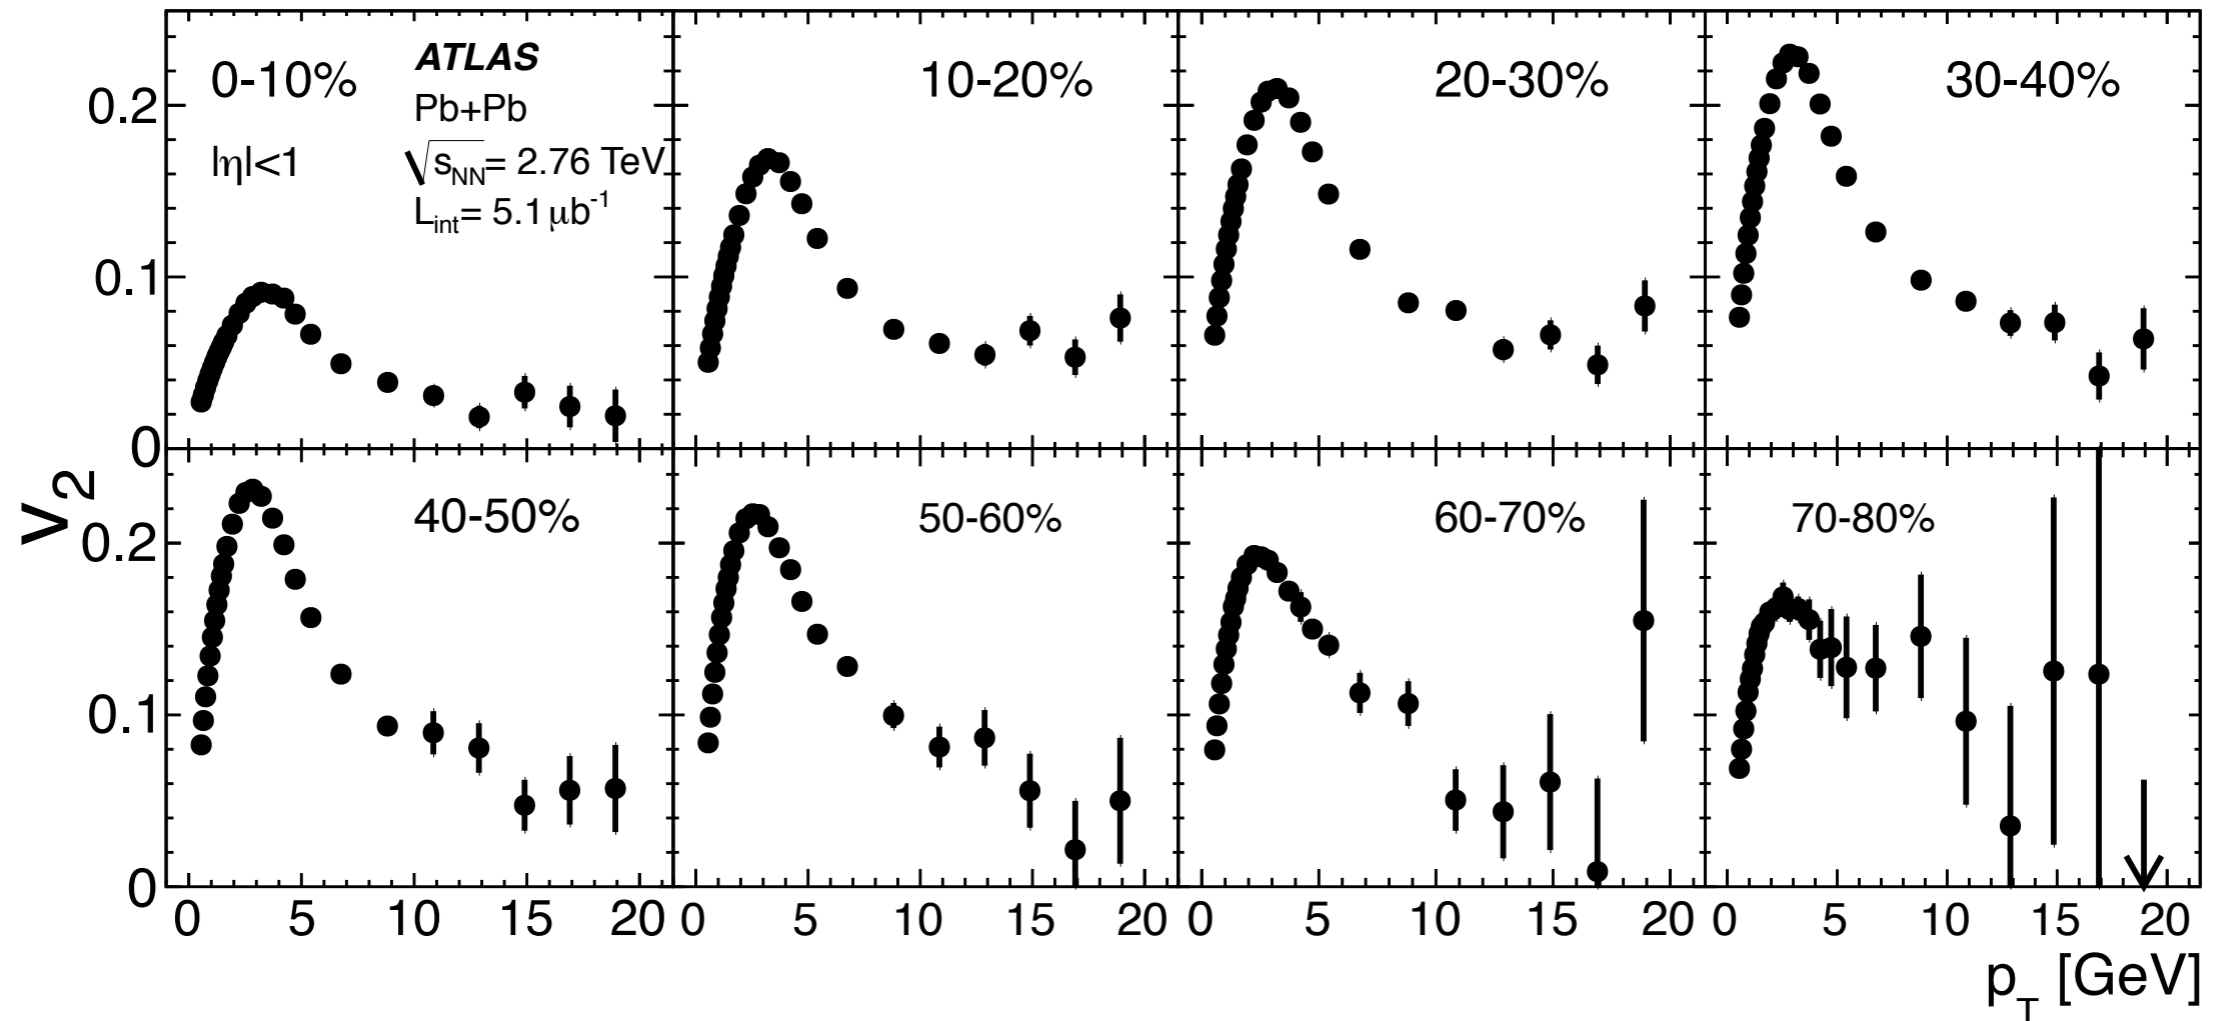 0-10%
ATLAS
Pb+Pb
|η|<1
√s_NN= 2.76 TeV
L_int= 5.1 μb^-1
10-20%
20-30%
30-40%
0.2
0.1
0
v_2
40-50%
50-60%
60-70%
70-80%
0.2
0.1
0
0 5 10 15 20 0 5 10 15 20 0 5 10 15 20 0 5 10 15 20
p_T [GeV]